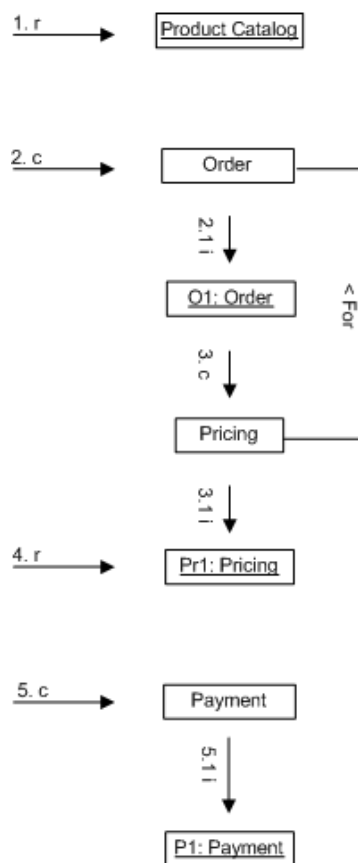 1. r
Product Catalog
2. c
Order
2.1 i
O1: Order
< For
3. c
Pricing
3.1 i
4. r
Pr1: Pricing
5. c
Payment
5.1 i
P1: Payment